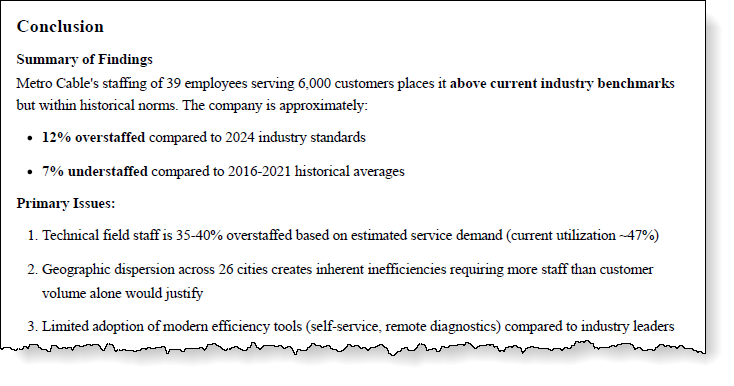 Conclusion
Summary of Findings
Metro Cable's staffing of 39 employees serving 6,000 customers places it above current industry benchmarks
but within historical norms. The company is approximately:
• 12% overstaffed compared to 2024 industry standards
• 7% understaffed compared to 2016-2021 historical averages
Primary Issues:
1. Technical field staff is 35-40% overstaffed based on estimated service demand (current utilization ~47%)
2. Geographic dispersion across 26 cities creates inherent inefficiencies requiring more staff than customer
volume alone would justify
3. Limited adoption of modern efficiency tools (self-service, remote diagnostics) compared to industry leaders